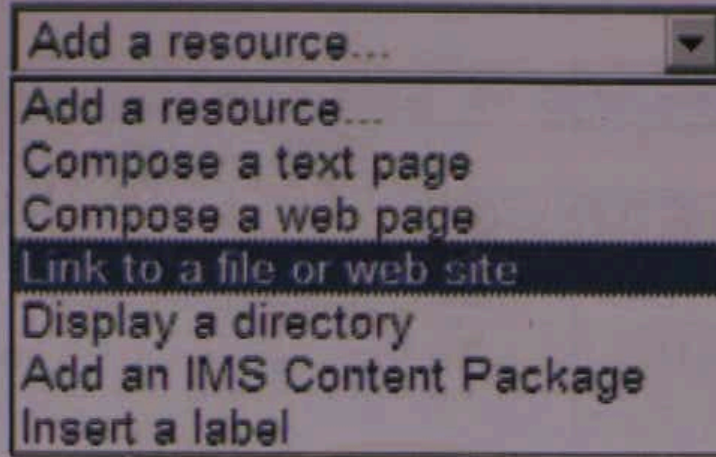 Add a resource...
Add a resource...
Compose a text page
Compose a web page
Link to a file or web site
Display a directory
Add an IMS Content Package
Insert a label